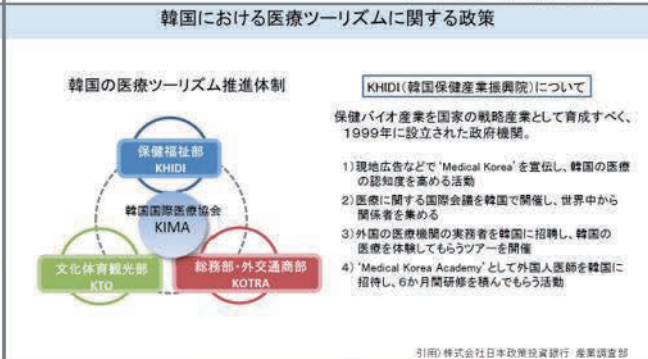 韓国における医療ツーリズムに関する政策
韓国の医療ツーリズム推進体制
保健福祉部
KHIDI
韓国国際医療協会
KIMA
文化体育観光部
KTO
総務部・外交通商部
KOTRA
KHIDI(韓国保健産業振興院)について
保健バイオ産業を国家の戦略産業として育成すべく、
1999年に設立された政府機関。
1)現地広告などで‘Medical Korea’を宣伝し、韓国の医療
の認知度を高める活動
2)医療に関する国際会議を韓国で開催し、世界中から
関係者を集める
3)外国の医療機関の実務者を韓国に招聘し、韓国の
医療を体験してもらうツアーを開催
4)‘Medical Korea Academy’として外国人医師を韓国に
招待し、6か月間研修を積んでもらう活動
引用)株式会社日本政策投資銀行 産業調査部